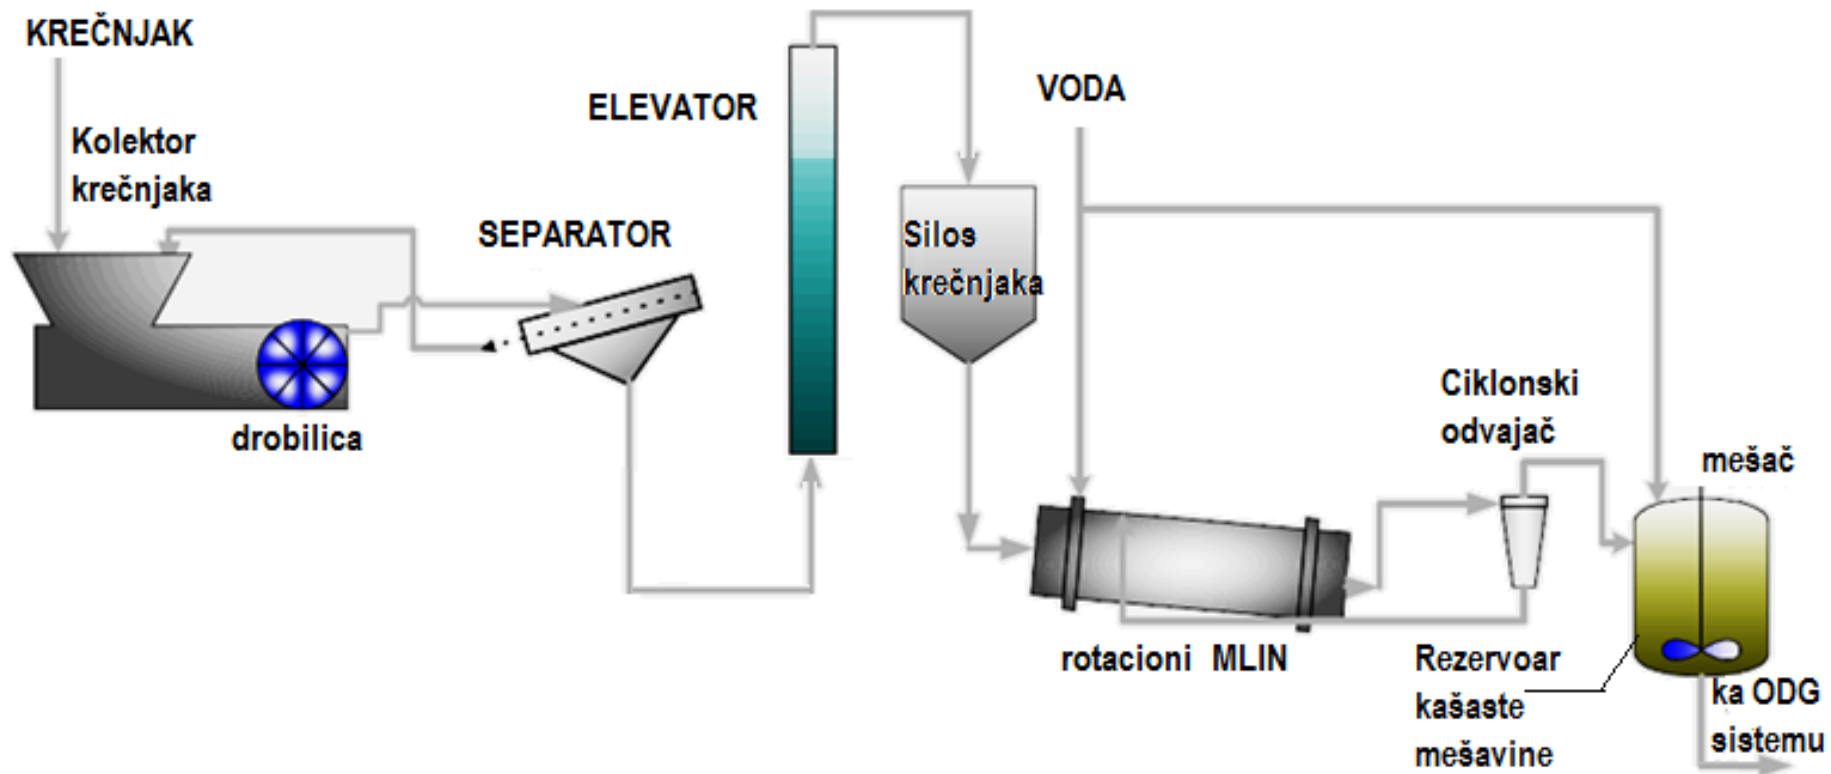 KREČNJAK
Kolektor
krečnjaka
drobilica
SEPARATOR
ELEVATOR
Silos
krečnjaka
VODA
rotacioni MLIN
Ciklonski
odvajač
mešač
Rezervoar
kašaste
mešavine
ka ODG
sistemu